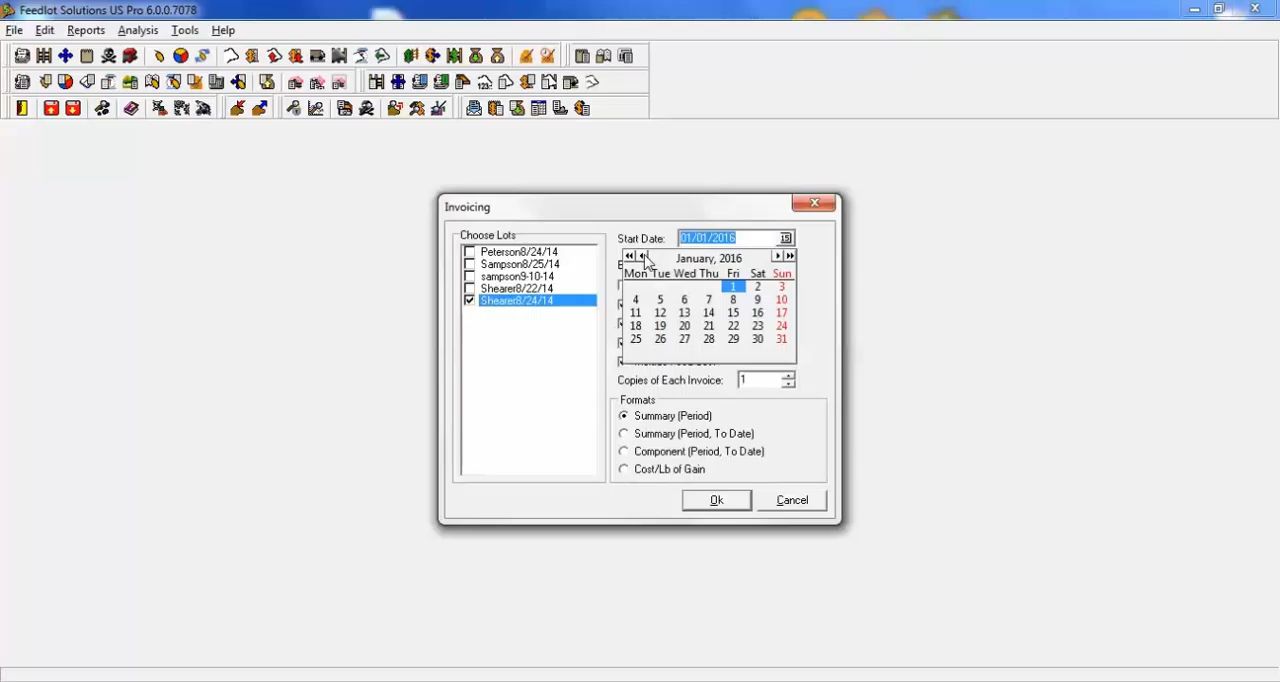 Feedlot Solutions US Pro 6.0.0.7078
File Edit Reports Analysis Tools Help
Invoicing
Choose Lots
Peterson8/24/14
Sampson8/25/14
sampson9-10-14
Shearer8/22/14
Shearer8/24/14
Start Date: 01/01/2016
January, 2016
Mon Tue Wed Thu Fri Sat Sun
1 2 3
4 5 6 7 8 9 10
11 12 13 14 15 16 17
18 19 20 21 22 23 24
25 26 27 28 29 30 31
Copies of Each Invoice: 1
Formats
Summary (Period)
Summary (Period, To Date)
Component (Period, To Date)
Cost/Lb of Gain
Ok Cancel